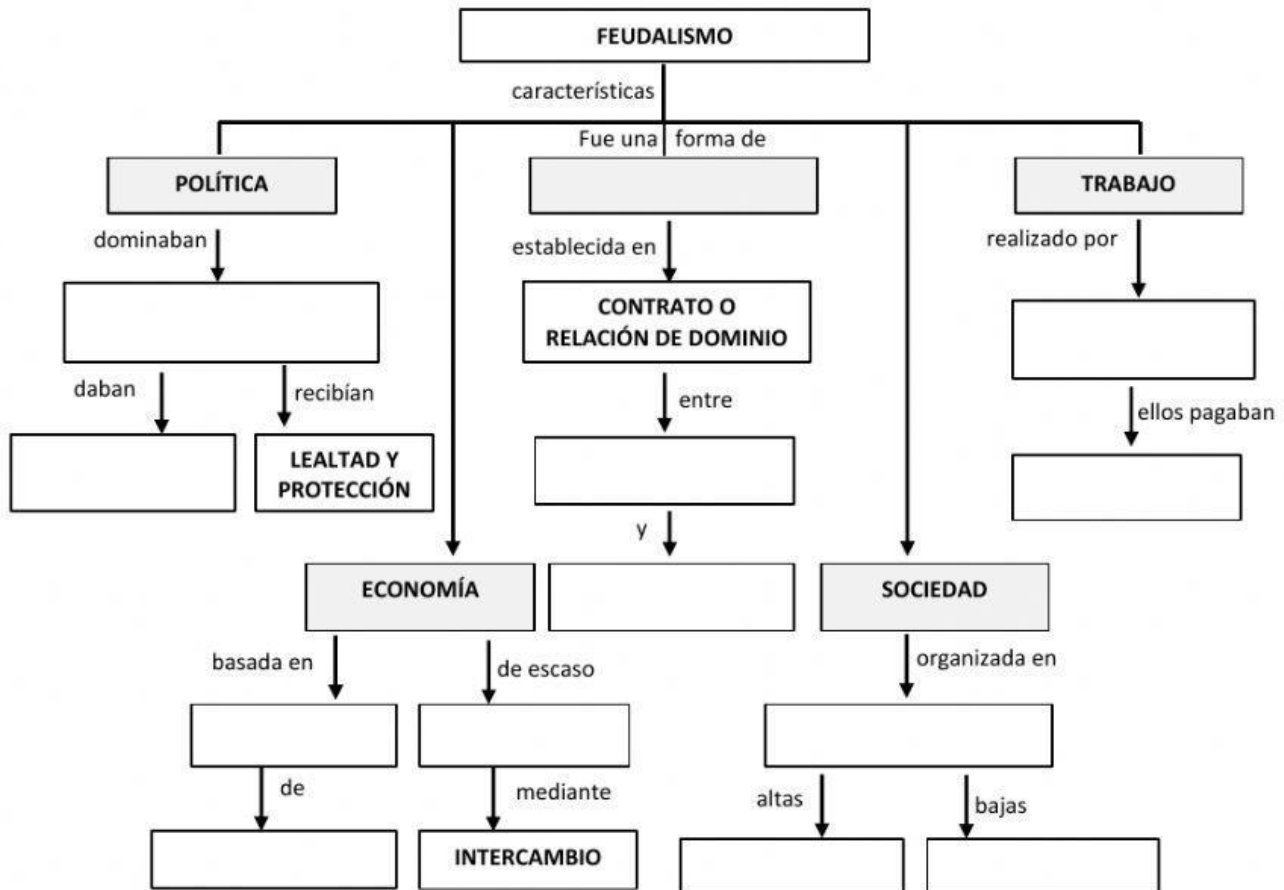 FEUDALISMO
características
Fue una forma de
POLÍTICA
TRABAJO
dominaban
establecida en
realizado por
CONTRATO O
RELACIÓN DE DOMINIO
daban
recibían
entre
ellos pagaban
LEALTAD Y
PROTECCIÓN
y
ECONOMÍA
SOCIEDAD
basada en
de escaso
organizada en
de
mediante
altas
bajas
INTERCAMBIO